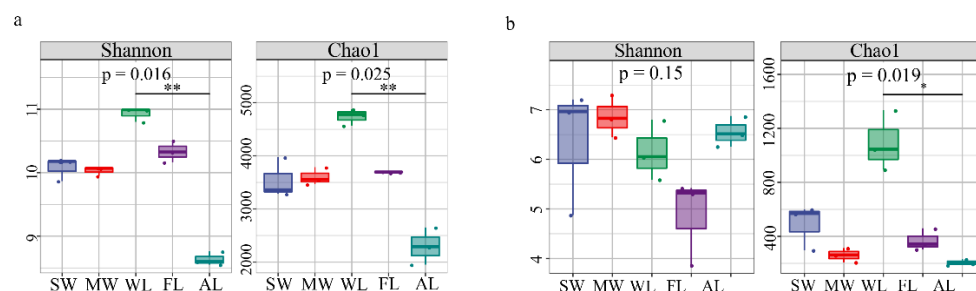 a
Shannon
p = 0.016
**
11
10
9
SW MW WL FL AL
Chao1
p = 0.025
**
5000
4000
3000
2000
SW MW WL FL AL
b
Shannon
p = 0.15
7
6
5
4
SW MW WL FL AL
Chao1
p = 0.019
*
1600
1200
800
400
SW MW WL FL AL